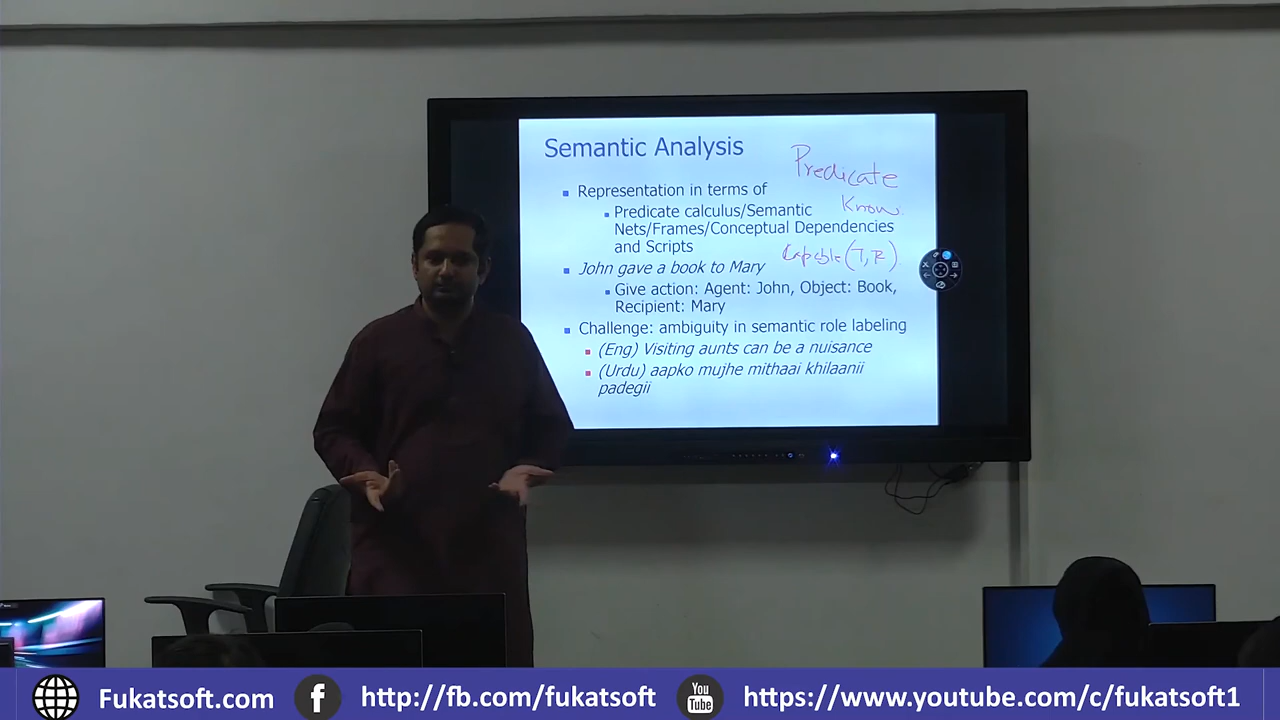 Semantic Analysis
Predicate
Representation in terms of
Know.
Predicate calculus/Semantic
Nets/Frames/Conceptual Dependencies
and Scripts
John gave a book to Mary
Give action: Agent: John, Object: Book,
Recipient: Mary
Challenge: ambiguity in semantic role labeling
(Eng) Visiting aunts can be a nuisance
(Urdu) aapko mujhe mithaai khilaanii
padegii
Fukatsoft.com
f
http://fb.com/fukatsoft
You
Tube
https://www.youtube.com/c/fukatsoft1